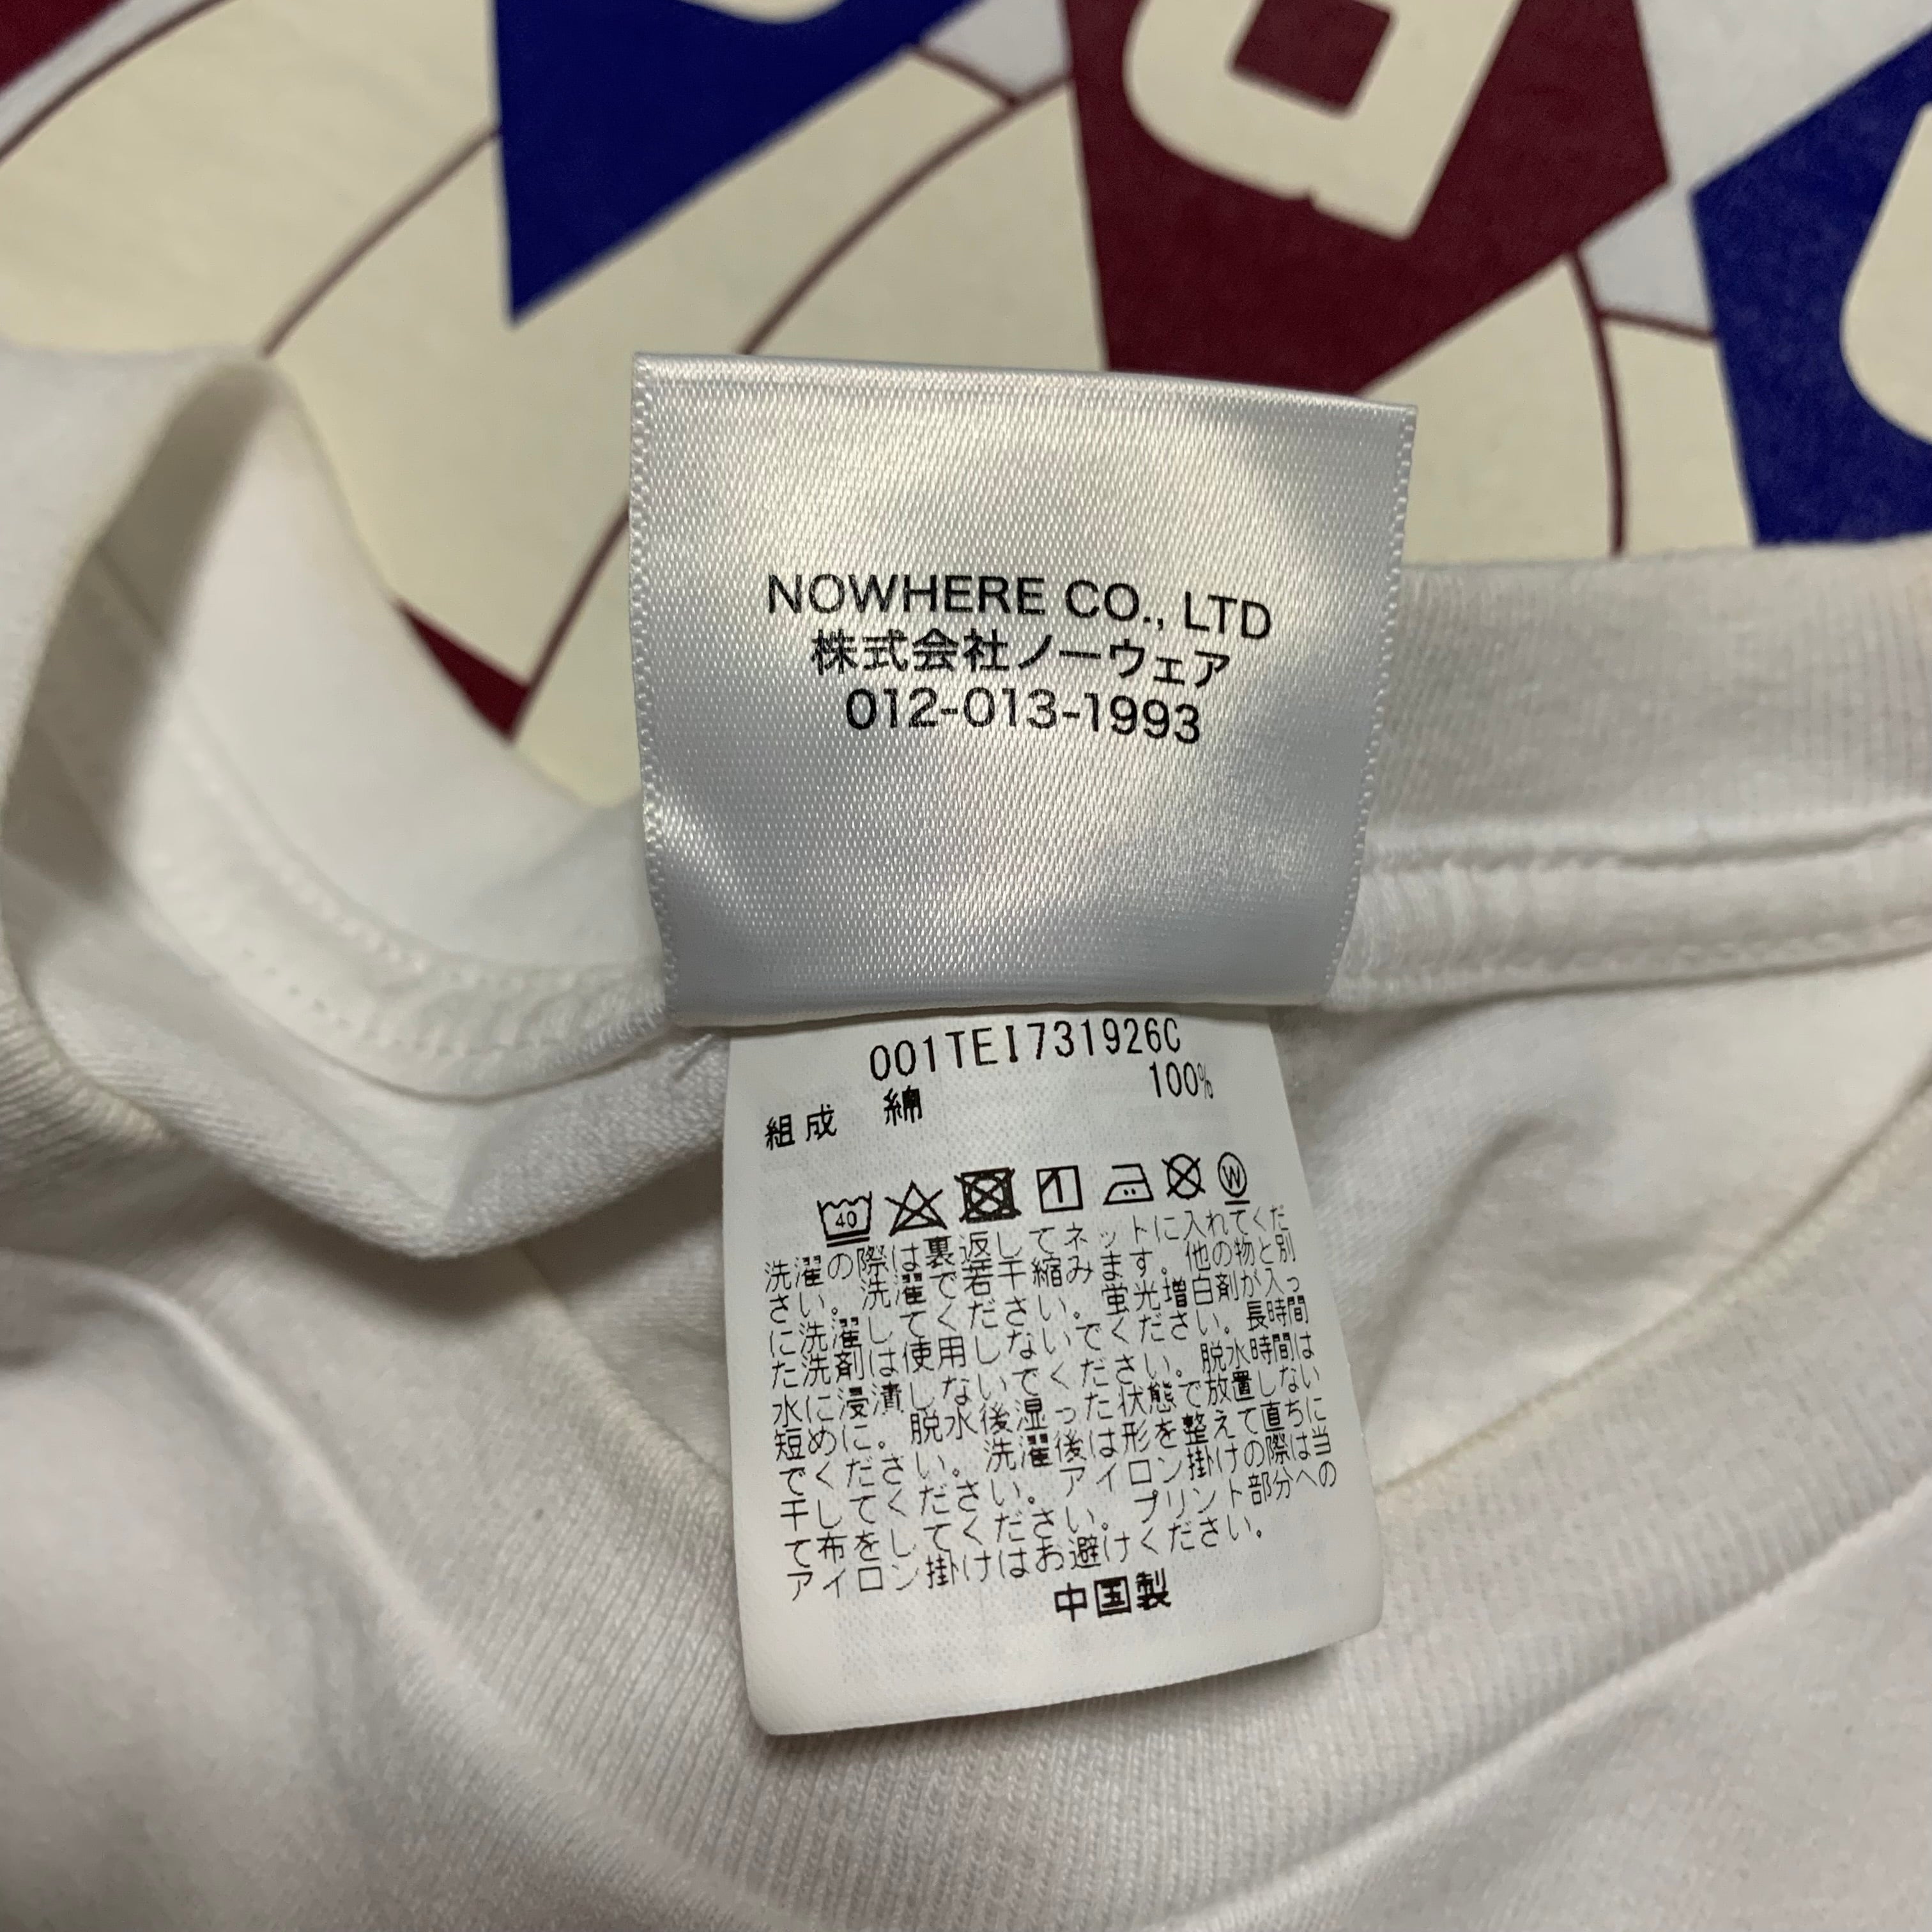 NOWHERE CO., LTD
株式会社ノーウェア
012-013-1993
001TEI731926C
組成 綿 100%
40
W
洗濯の際は裏返してネットに入れてくだ
さい。洗濯で若干縮みます。他の物と別
に洗濯してください。蛍光増白剤が入っ
た洗剤は使用しないでください。長時間
水に浸漬しないでください。脱水時間は
短めに。脱水後湿った状態で放置しない
でください。洗濯後は形を整えて直ちに
干してください。アイロン掛けの際は当
て布をしてください。プリント部分への
アイロン掛けはお避けください。
中国製